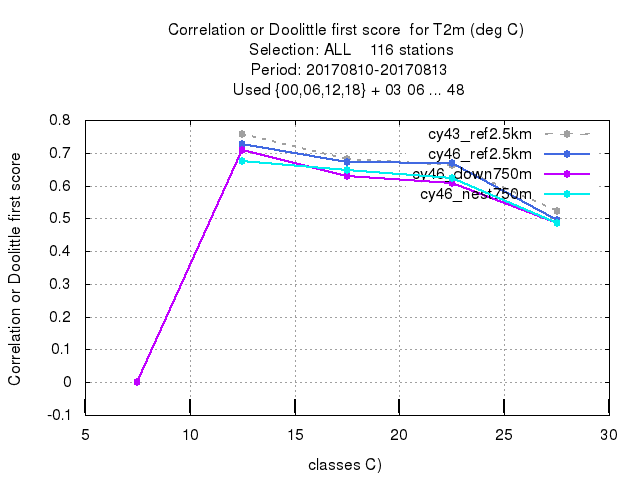 Correlation or Doolittle first score  for T2m (deg C)
Selection: ALL    116 stations
Period: 20170810-20170813
Used {00,06,12,18} + 03 06 ... 48
Correlation or Doolittle first score
0.8
0.7
0.6
0.5
0.4
0.3
0.2
0.1
0
-0.1
cy43_ref2.5km
cy46_ref2.5km
cy46_down750m
cy46_nest750m
5
10
15
20
25
30
classes C)